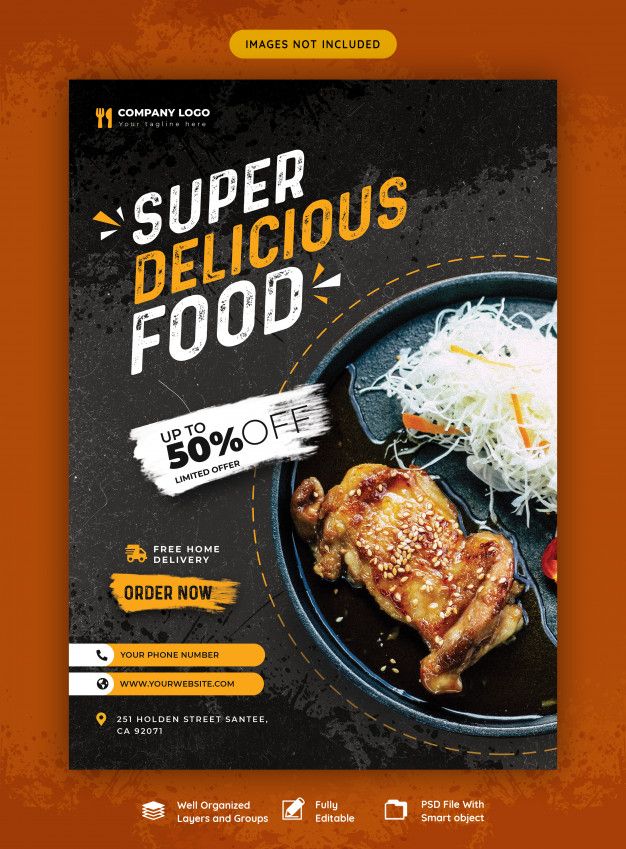 IMAGES NOT INCLUDED
COMPANY LOGO
Your tagline here
SUPER
DELICIOUS
FOOD
UP TO
50%OFF
LIMITED OFFER
FREE HOME
DELIVERY
ORDER NOW
YOUR PHONE NUMBER
WWW.YOURWEBSITE.COM
251 HOLDEN STREET SANTEE,
CA 92071
Well Organized
Layers and Groups
Fully
Editable
PSD File With
Smart object